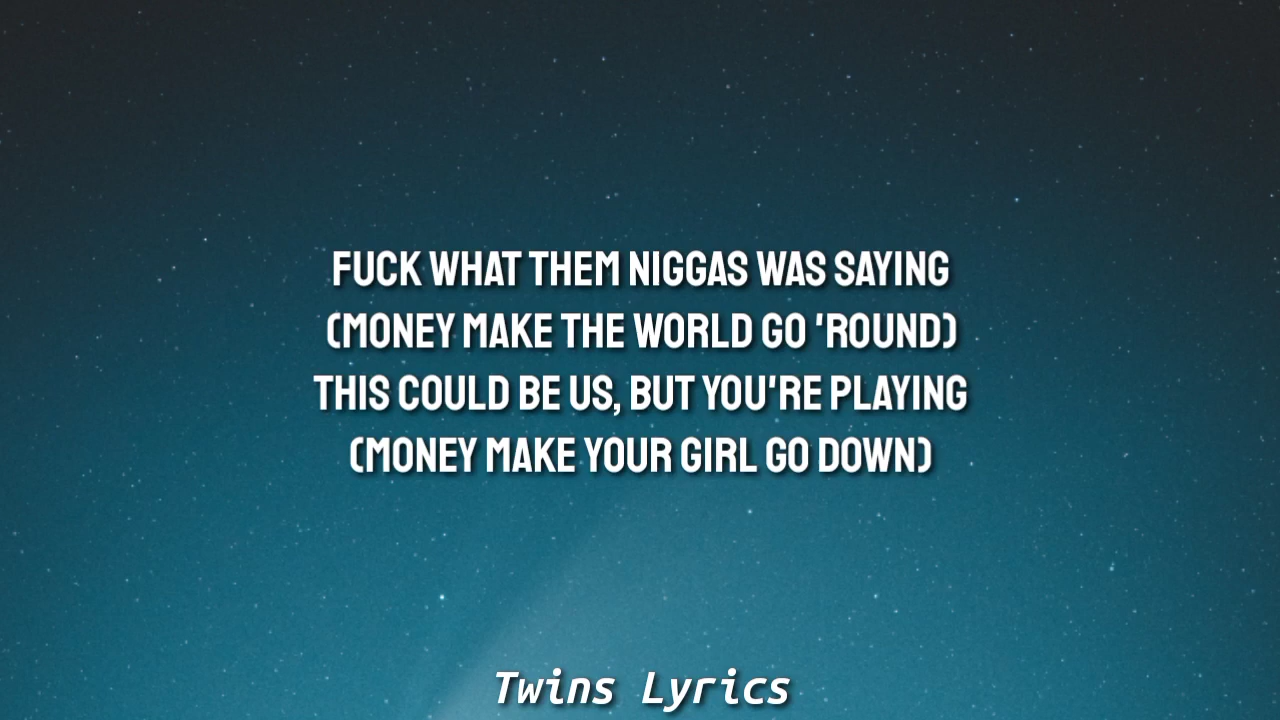 FUCK WHAT THEM NIGGAS WAS SAYING
(MONEY MAKE THE WORLD GO 'ROUND)
THIS COULD BE US, BUT YOU'RE PLAYING
(MONEY MAKE YOUR GIRL GO DOWN)
Twins Lyrics